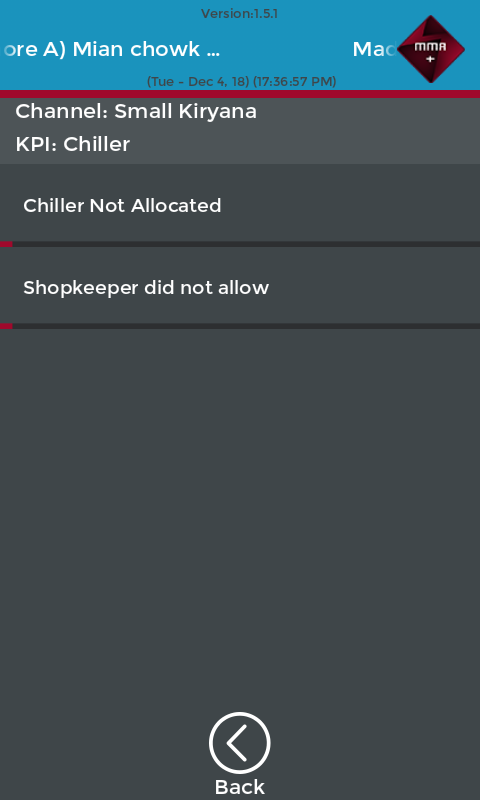 Version:1.5.1
ore A) Mian chowk ...
Mac
MMA
+
(Tue - Dec 4, 18) (17:36:57 PM)
Channel: Small Kiryana
KPI: Chiller
Chiller Not Allocated
Shopkeeper did not allow
Back